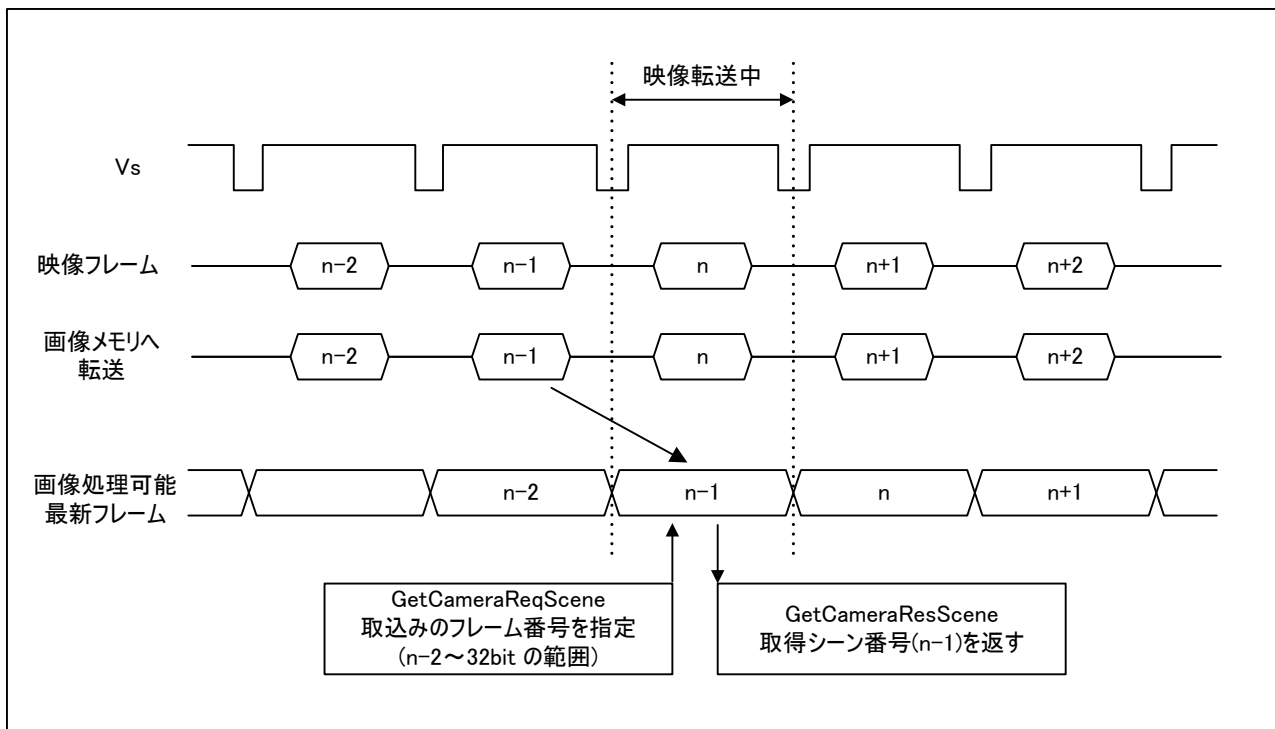 映像転送中
Vs
映像フレーム
n-2
n-1
n
n+1
n+2
画像メモリへ
転送
n-2
n-1
n
n+1
n+2
画像処理可能
最新フレーム
n-2
n-1
n
n+1
GetCameraReqScene
取込みのフレーム番号を指定
(n-2～32bit の範囲)
GetCameraResScene
取得シーン番号(n-1)を返す